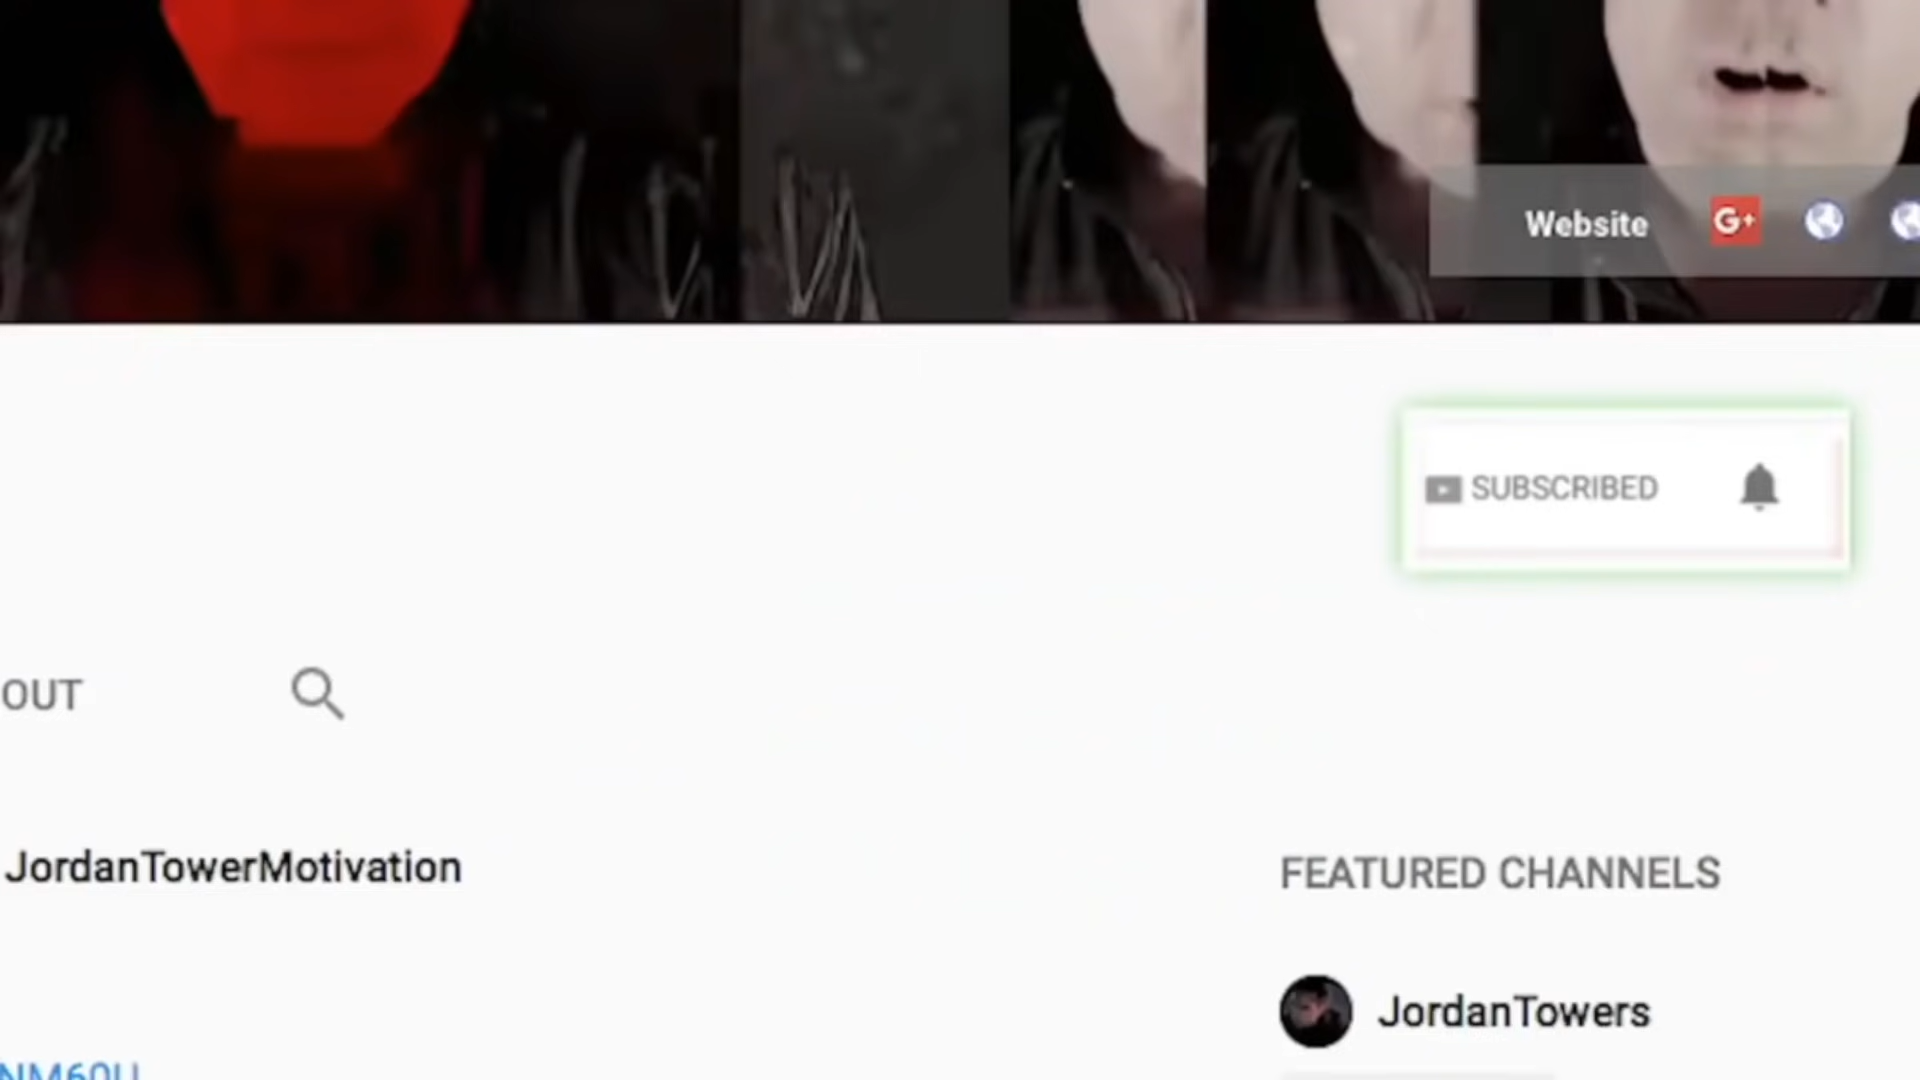 Website G+
SUBSCRIBED
OUT
JordanTowerMotivation
FEATURED CHANNELS
JordanTowers